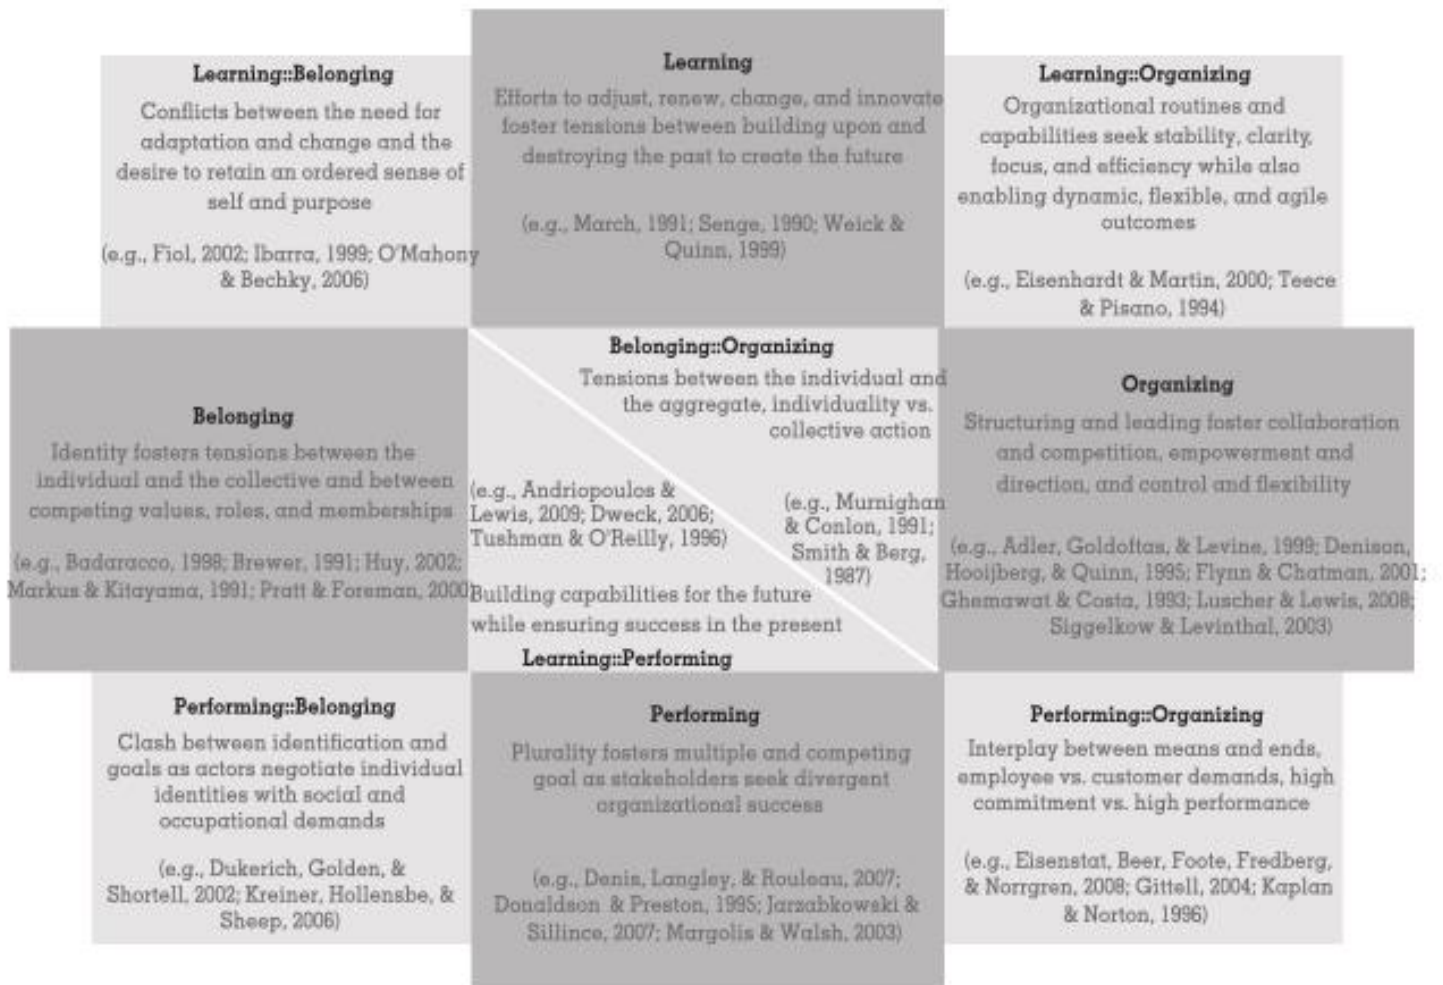 Learning::Belonging
Conflicts between the need for
adaptation and change and the
desire to retain an ordered sense of
self and purpose
(e.g., Fiol, 2002; Ibarra, 1999; O'Mahony
& Bechky, 2006)
Learning
Efforts to adjust, renew, change, and innovate
foster tensions between building upon and
destroying the past to create the future
(e.g., March, 1991; Senge, 1990; Weick &
Quinn, 1999)
Learning::Organizing
Organizational routines and
capabilities seek stability, clarity,
focus, and efficiency while also
enabling dynamic, flexible, and agile
outcomes
(e.g., Eisenhardt & Martin, 2000; Teece
& Pisano, 1994)
Belonging
Identity fosters tensions between the
individual and the collective and between
competing values, roles, and memberships
(e.g., Badaracco, 1998; Brewer, 1991; Huy, 2002;
Markus & Kitayama, 1991; Pratt & Foreman, 2000)
Belonging::Organizing
Tensions between the individual and
the aggregate, individuality vs.
collective action
(e.g., Murnighan
& Conlon, 1991;
Smith & Berg,
1987)
(e.g., Andriopoulos &
Lewis, 2009; Dweck, 2006;
Tushman & O'Reilly, 1996)
Building capabilities for the future
while ensuring success in the present
Learning::Performing
Organizing
Structuring and leading foster collaboration
and competition, empowerment and
direction, and control and flexibility
(e.g., Adler, Goldoftas, & Levine, 1999; Denison,
Hooijberg, & Quinn, 1995; Flynn & Chatman, 2001;
Ghemawat & Costa, 1993; Luscher & Lewis, 2008;
Siggelkow & Levinthal, 2003)
Performing::Belonging
Clash between identification and
goals as actors negotiate individual
identities with social and
occupational demands
(e.g., Dukerich, Golden, &
Shortell, 2002; Kreiner, Hollensbe, &
Sheep, 2006)
Performing
Plurality fosters multiple and competing
goal as stakeholders seek divergent
organizational success
(e.g., Denis, Langley, & Rouleau, 2007;
Donaldson & Preston, 1995; Jarzabkowski &
Sillince, 2007; Margolis & Walsh, 2003)
Performing::Organizing
Interplay between means and ends,
employee vs. customer demands, high
commitment vs. high performance
(e.g., Eisenstat, Beer, Foote, Fredberg,
& Norrgren, 2008; Gittell, 2004; Kaplan
& Norton, 1996)